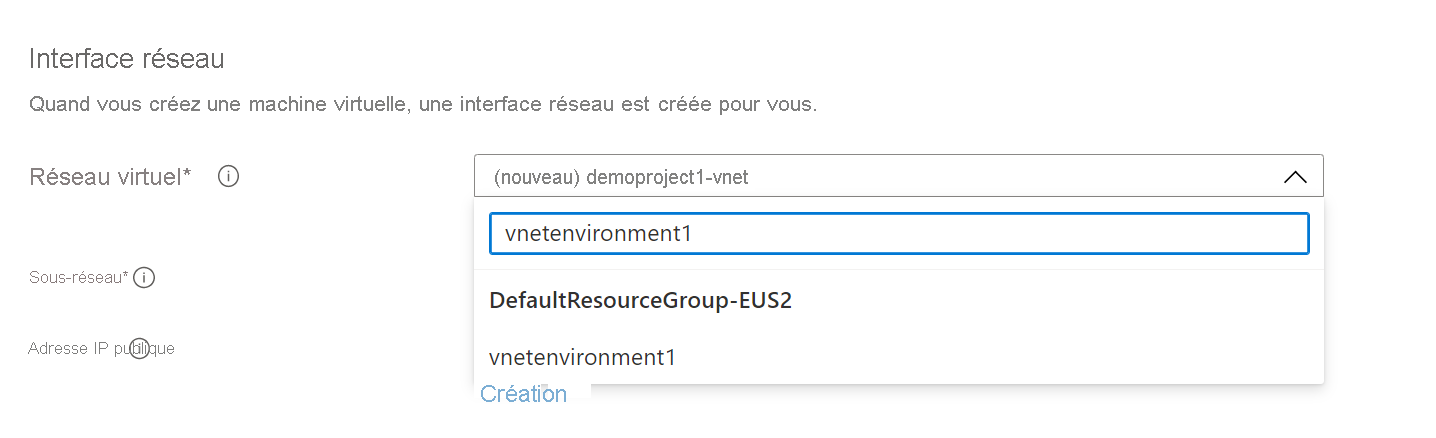 Interface réseau
Quand vous créez une machine virtuelle, une interface réseau est créée pour vous.
Réseau virtuel*
(nouveau) demoproject1-vnet
vnetenvironment1
Sous-réseau*
DefaultResourceGroup-EUS2
Adresse IP publique
vnetenvironment1
Création